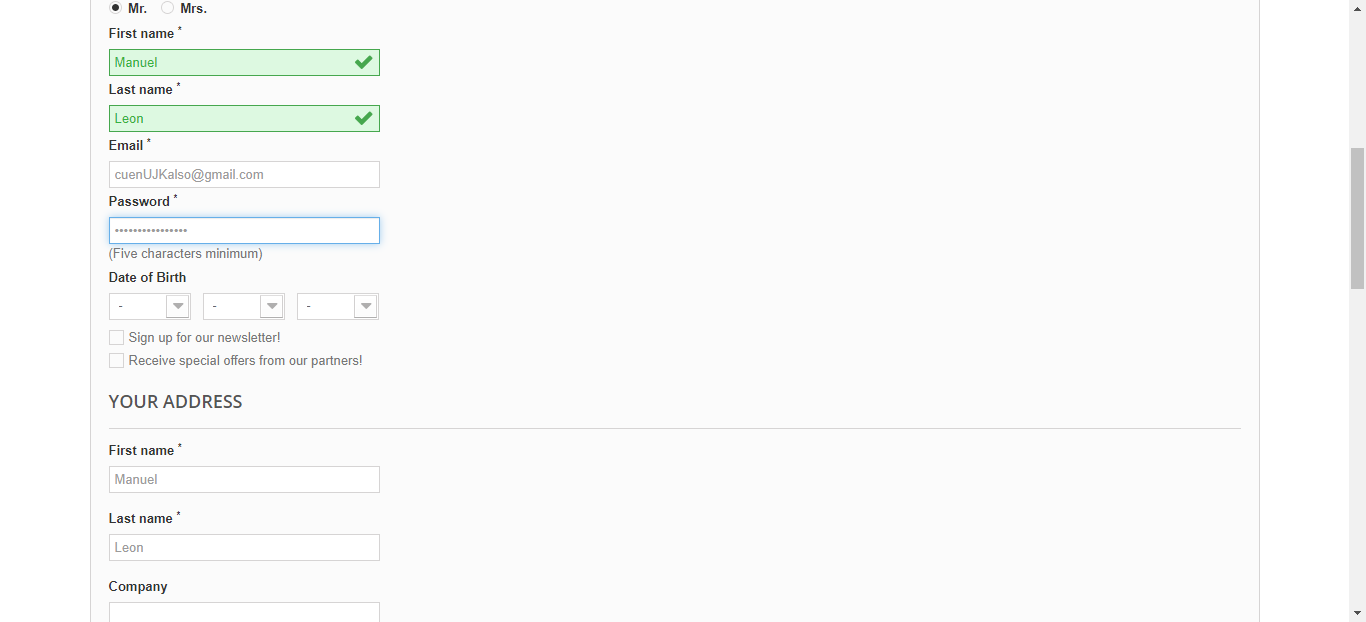 Mr. Mrs.
First name *
Manuel
Last name *
Leon
Email *
cuenUJKalso@gmail.com
Password *
••••••••••••••••
(Five characters minimum)
Date of Birth
- - -
Sign up for our newsletter!
Receive special offers from our partners!
YOUR ADDRESS
First name *
Manuel
Last name *
Leon
Company